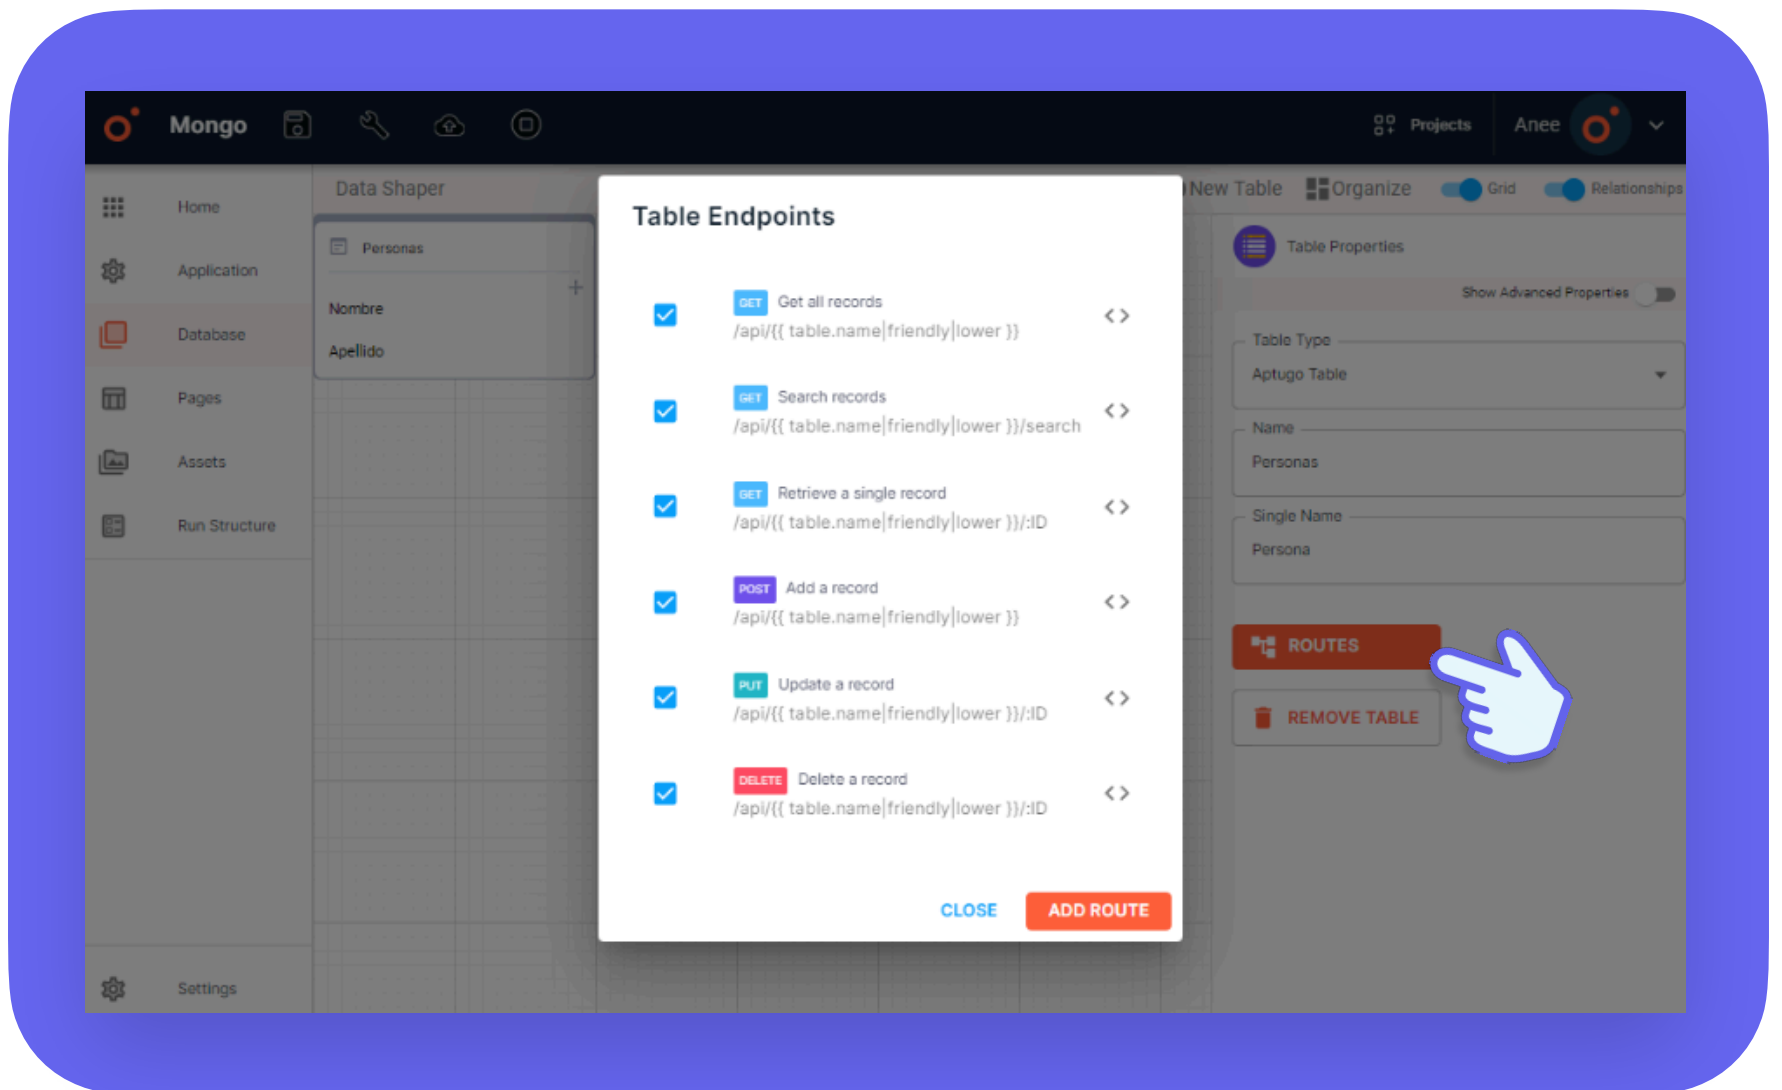 Mongo
Projects
Anee
Home
Application
Database
Pages
Assets
Run Structure
Settings
Data Shaper
New Table
Organize
Grid
Relationships
Personas
Nombre
Apellido
Table Endpoints
GET Get all records
/api/{{ table.name|friendly|lower }}
GET Search records
/api/{{ table.name|friendly|lower }}/search
GET Retrieve a single record
/api/{{ table.name|friendly|lower }}/:ID
POST Add a record
/api/{{ table.name|friendly|lower }}
PUT Update a record
/api/{{ table.name|friendly|lower }}/:ID
DELETE Delete a record
/api/{{ table.name|friendly|lower }}/:ID
CLOSE
ADD ROUTE
Table Properties
Show Advanced Properties
Table Type
Aptugo Table
Name
Personas
Single Name
Persona
ROUTES
REMOVE TABLE